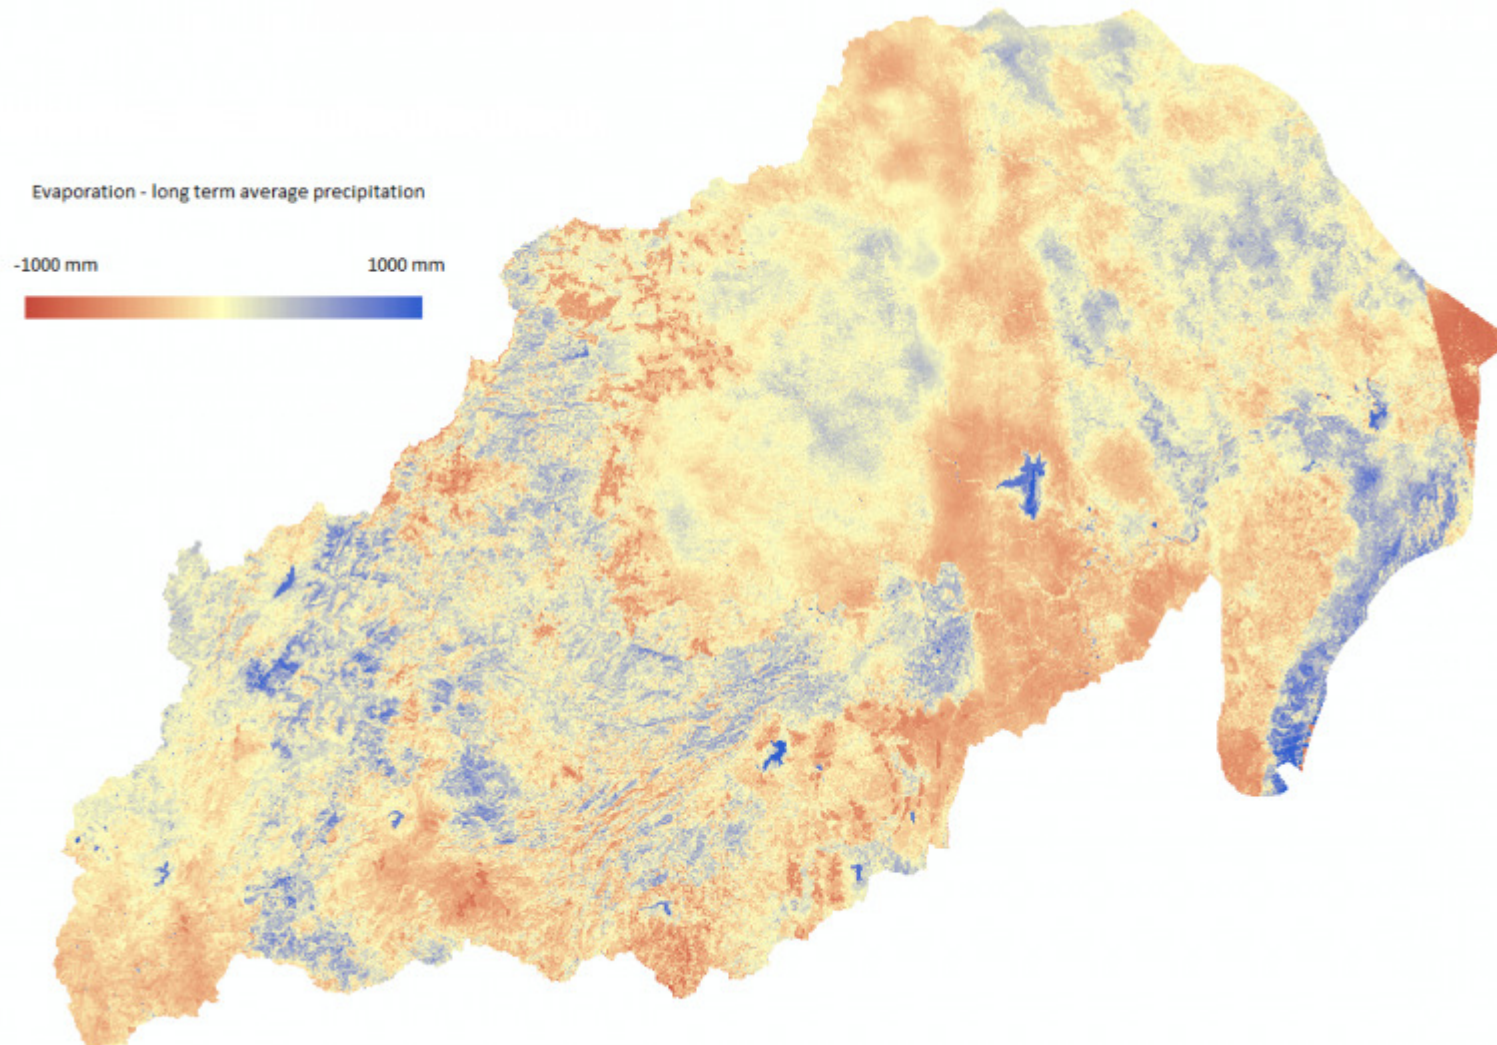 Evaporation - long term average precipitation
-1000 mm 1000 mm